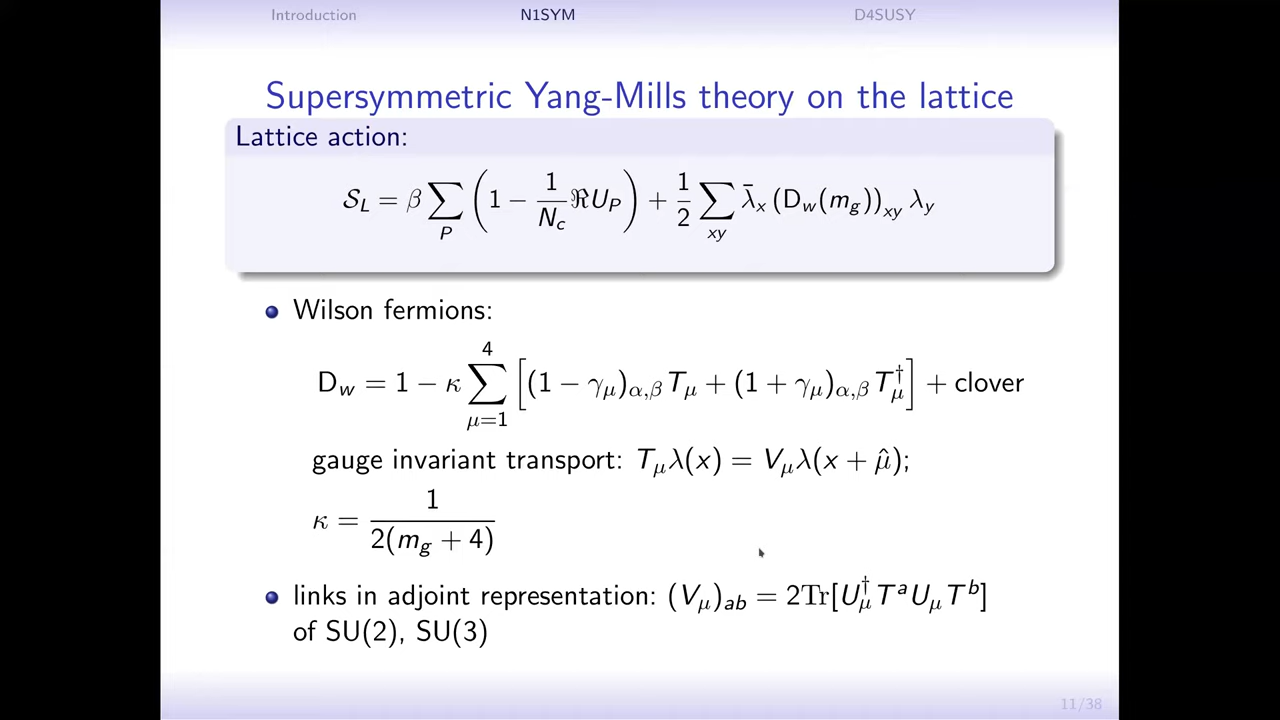 Introduction N1SYM D4SUSY
Supersymmetric Yang-Mills theory on the lattice
Lattice action:
𝒮_L = β ∑_P (1 − 1/N_c ℜU_P) + 1/2 ∑_{xy} λ̄_x (D_w(m_g))_{xy} λ_y
Wilson fermions:
D_w = 1 − κ ∑_{μ=1}^{4} [(1 − γ_μ)_{α,β} T_μ + (1 + γ_μ)_{α,β} T_μ^†] + clover
gauge invariant transport: T_μ λ(x) = V_μ λ(x + μ̂);
κ = 1/(2(m_g + 4))
links in adjoint representation: (V_μ)_{ab} = 2Tr[U_μ^† T^a U_μ T^b]
of SU(2), SU(3)
11/38